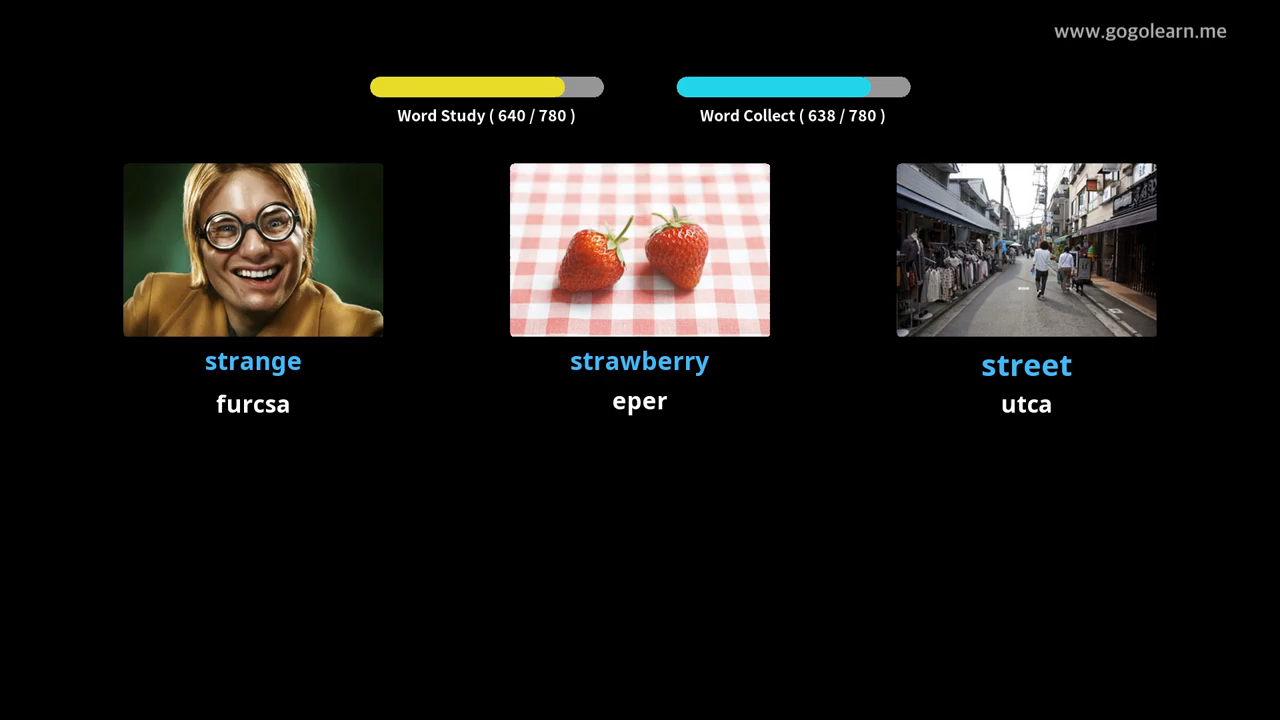 www.gogolearn.me
Word Study ( 640 / 780 )
Word Collect ( 638 / 780 )
strange
furcsa
strawberry
eper
street
utca